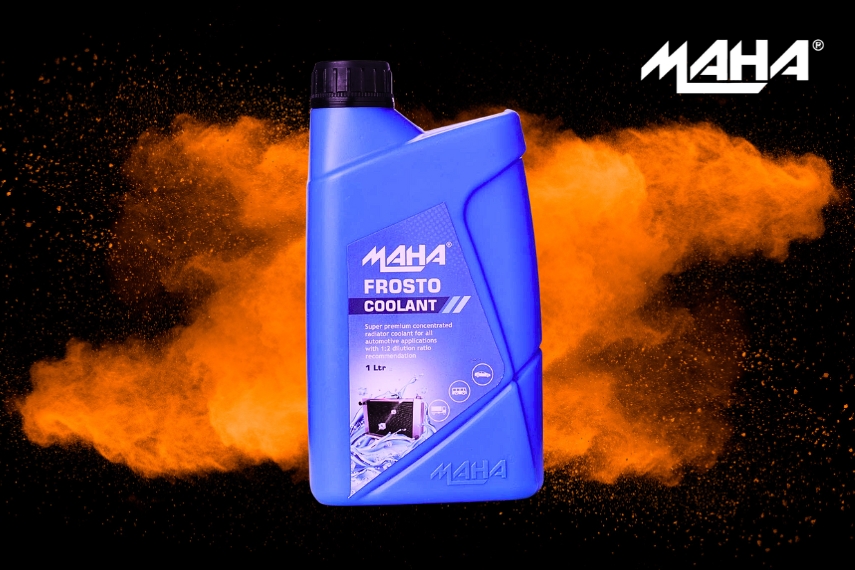 MAHA®
MAHA®
FROSTO
COOLANT
Super premium concentrated
radiator coolant for all
automotive applications
with 1:2 dilution ratio
recommendation
1 Ltr
MAHA